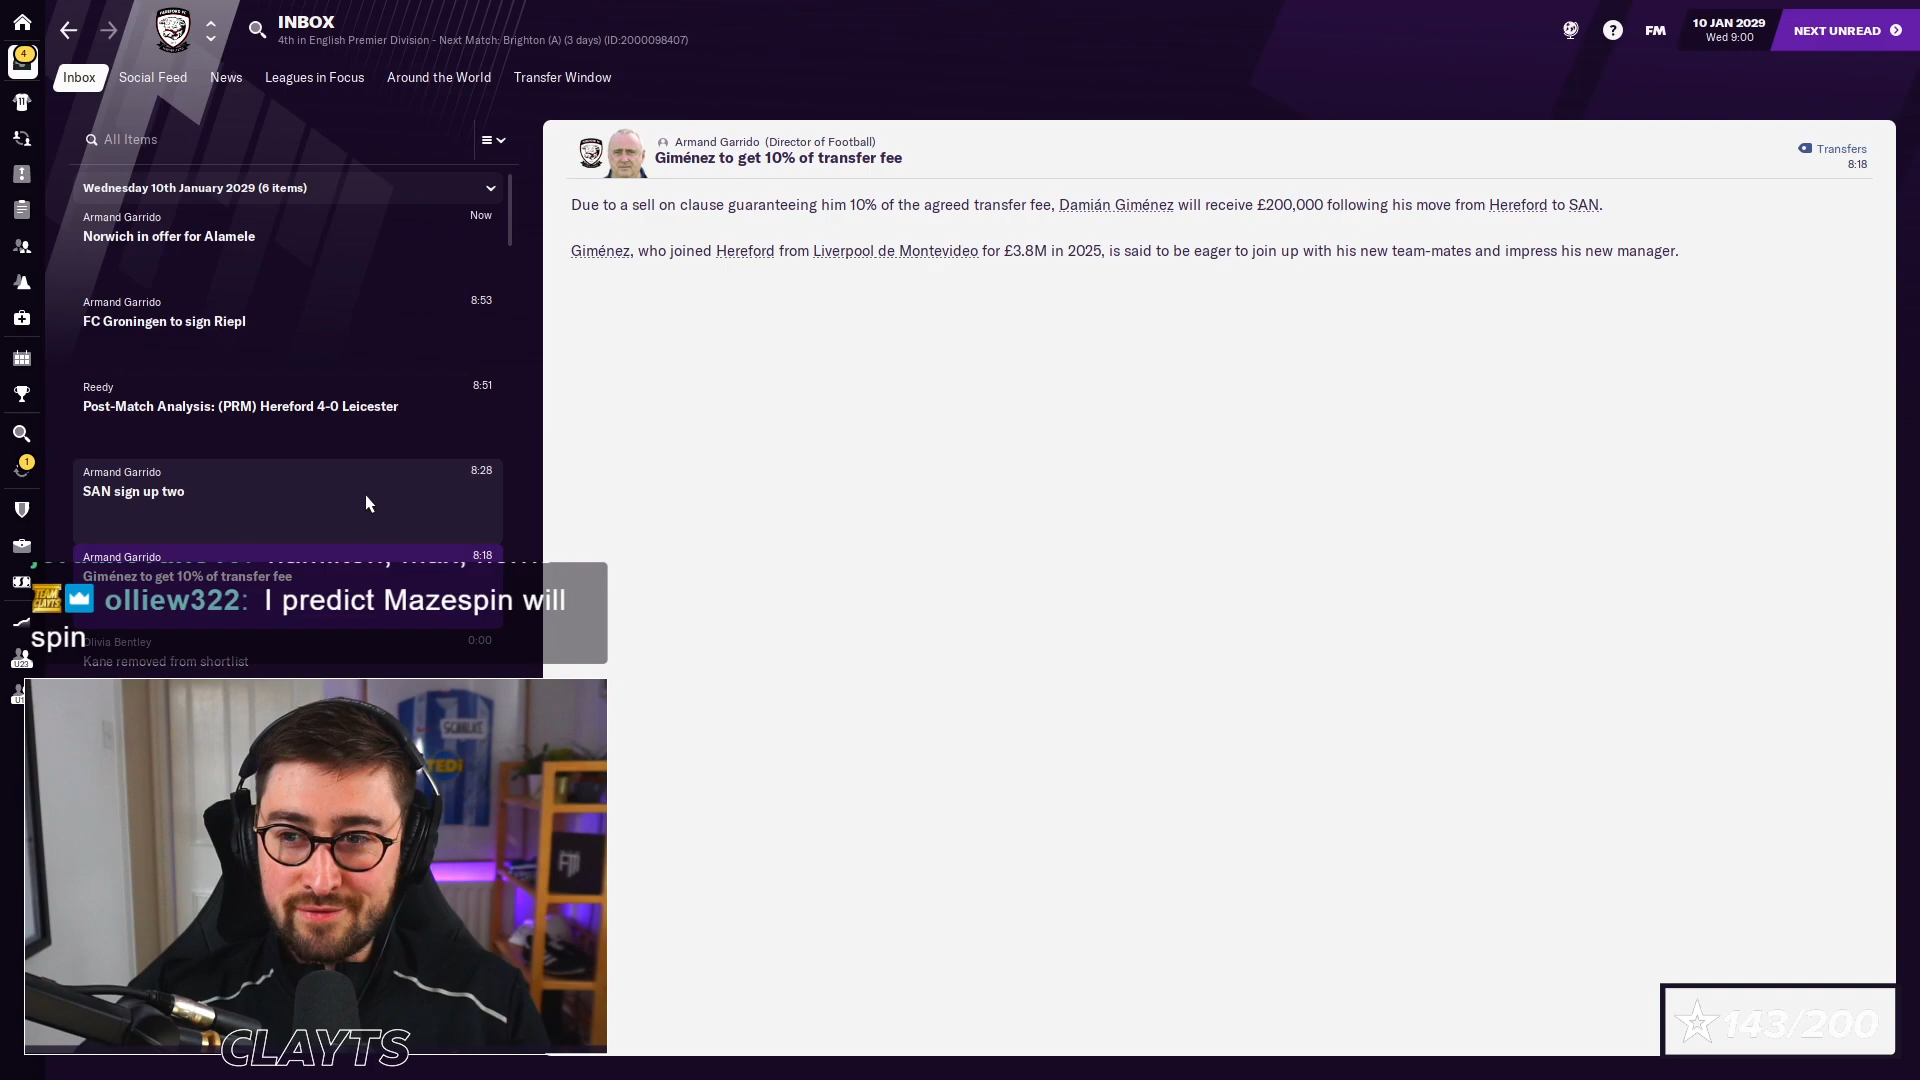 INBOX
4th in English Premier Division - Next Match: Brighton (A) (3 days) (ID:2000098407)
FM
10 JAN 2029
Wed 9:00
NEXT UNREAD
4
Inbox
Social Feed
News
Leagues in Focus
Around the World
Transfer Window
All Items
Wednesday 10th January 2029 (6 items)
Armand Garrido
Now
Norwich in offer for Alamele
Armand Garrido
8:53
FC Groningen to sign Riepl
Reedy
8:51
Post-Match Analysis: (PRM) Hereford 4-0 Leicester
Armand Garrido
8:28
SAN sign up two
1
Armand Garrido
8:18
Giménez to get 10% of transfer fee
olliew322: I predict Mazespin will
spin
Olivia Bentley
0:00
Kane removed from shortlist
U23
Armand Garrido (Director of Football)
Giménez to get 10% of transfer fee
Transfers
8:18
Due to a sell on clause guaranteeing him 10% of the agreed transfer fee, Damián Giménez will receive £200,000 following his move from Hereford to SAN.
Giménez, who joined Hereford from Liverpool de Montevideo for £3.8M in 2025, is said to be eager to join up with his new team-mates and impress his new manager.
CLAYTS
143/200